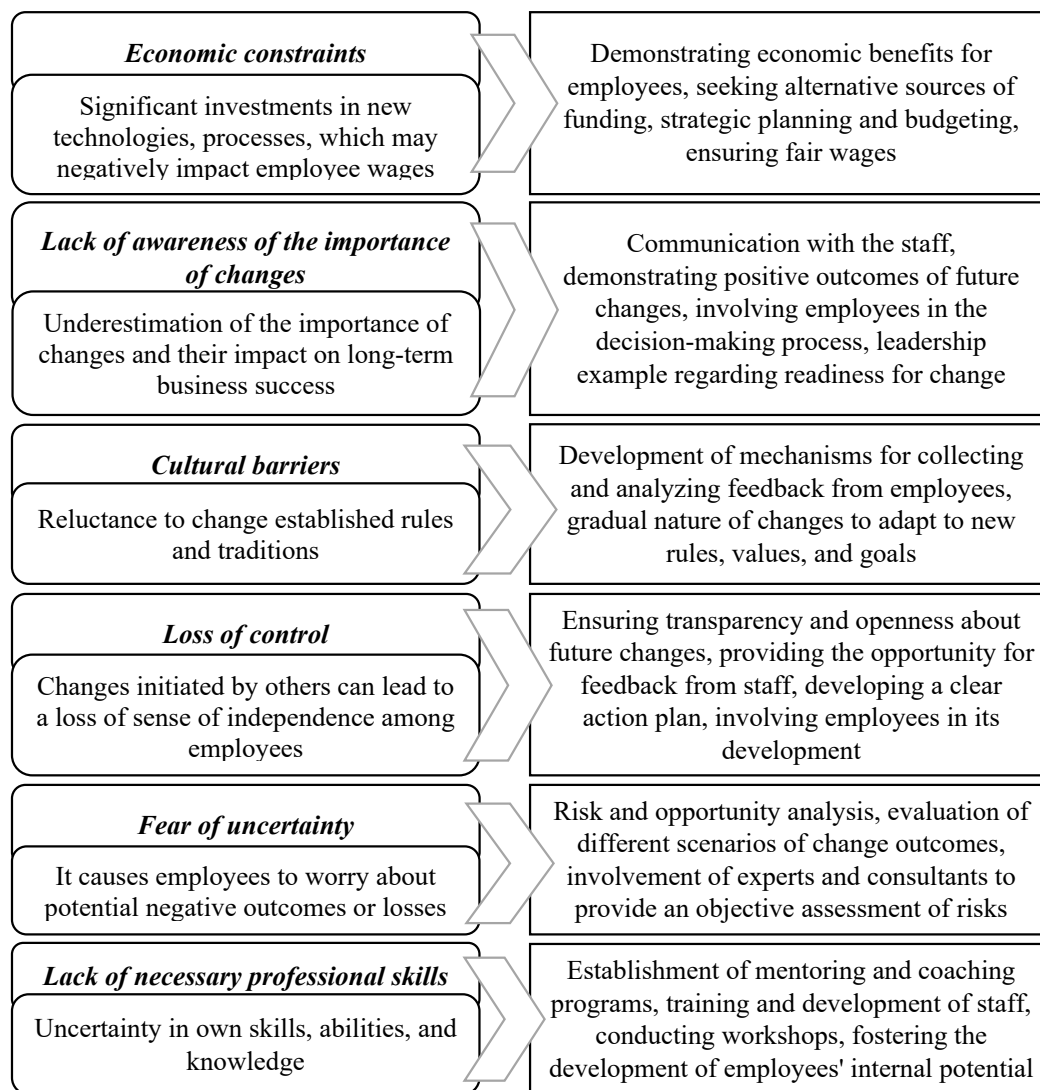 Economic constraints
Significant investments in new
technologies, processes, which may
negatively impact employee wages
Demonstrating economic benefits for
employees, seeking alternative sources of
funding, strategic planning and budgeting,
ensuring fair wages
Lack of awareness of the importance
of changes
Underestimation of the importance of
changes and their impact on long-term
business success
Communication with the staff,
demonstrating positive outcomes of future
changes, involving employees in the
decision-making process, leadership
example regarding readiness for change
Cultural barriers
Reluctance to change established rules
and traditions
Development of mechanisms for collecting
and analyzing feedback from employees,
gradual nature of changes to adapt to new
rules, values, and goals
Loss of control
Changes initiated by others can lead to
a loss of sense of independence among
employees
Ensuring transparency and openness about
future changes, providing the opportunity for
feedback from staff, developing a clear
action plan, involving employees in its
development
Fear of uncertainty
It causes employees to worry about
potential negative outcomes or losses
Risk and opportunity analysis, evaluation of
different scenarios of change outcomes,
involvement of experts and consultants to
provide an objective assessment of risks
Lack of necessary professional skills
Uncertainty in own skills, abilities, and
knowledge
Establishment of mentoring and coaching
programs, training and development of staff,
conducting workshops, fostering the
development of employees' internal potential